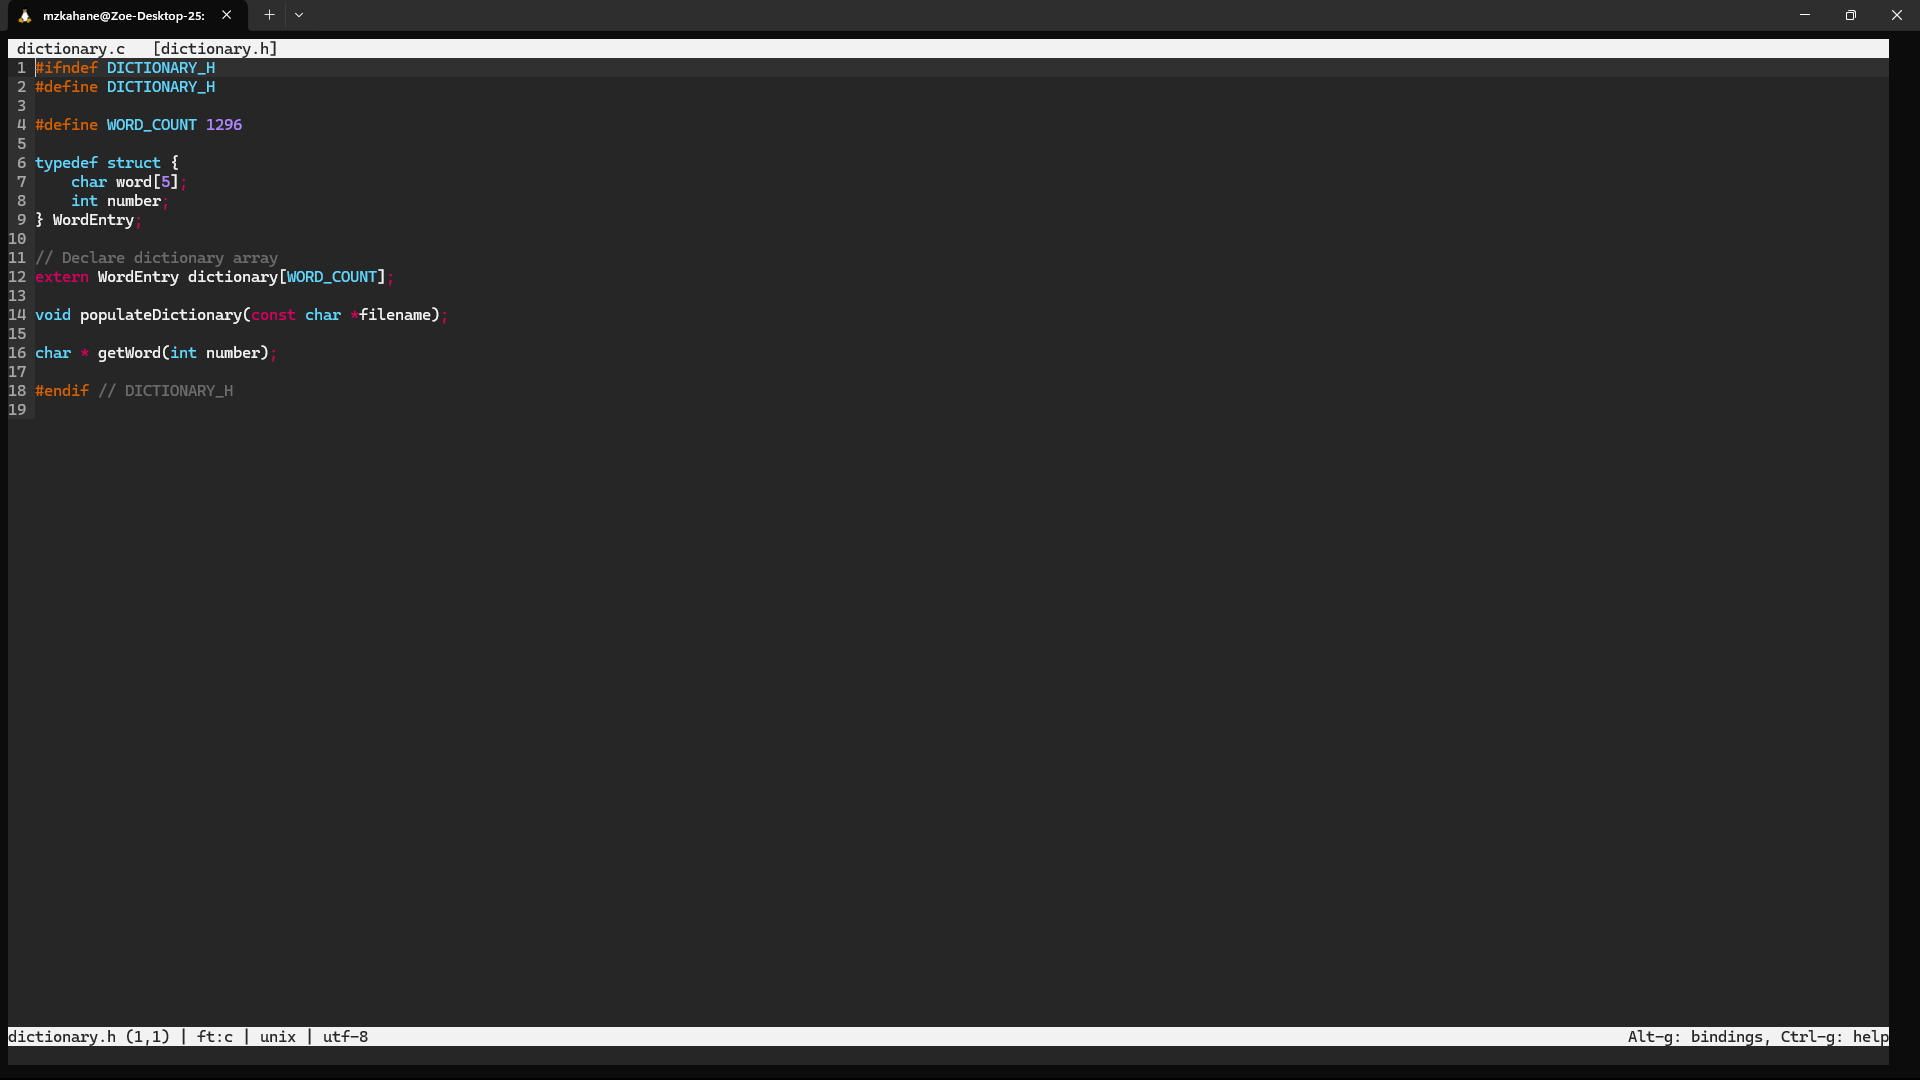 mzkahane@Zoe-Desktop-25:
dictionary.c   [dictionary.h]
1 #ifndef DICTIONARY_H
2 #define DICTIONARY_H
3
4 #define WORD_COUNT 1296
5
6 typedef struct {
7     char word[5];
8     int number;
9 } WordEntry;
10
11 // Declare dictionary array
12 extern WordEntry dictionary[WORD_COUNT];
13
14 void populateDictionary(const char *filename);
15
16 char * getWord(int number);
17
18 #endif // DICTIONARY_H
19
dictionary.h (1,1) | ft:c | unix | utf-8
Alt-g: bindings, Ctrl-g: help